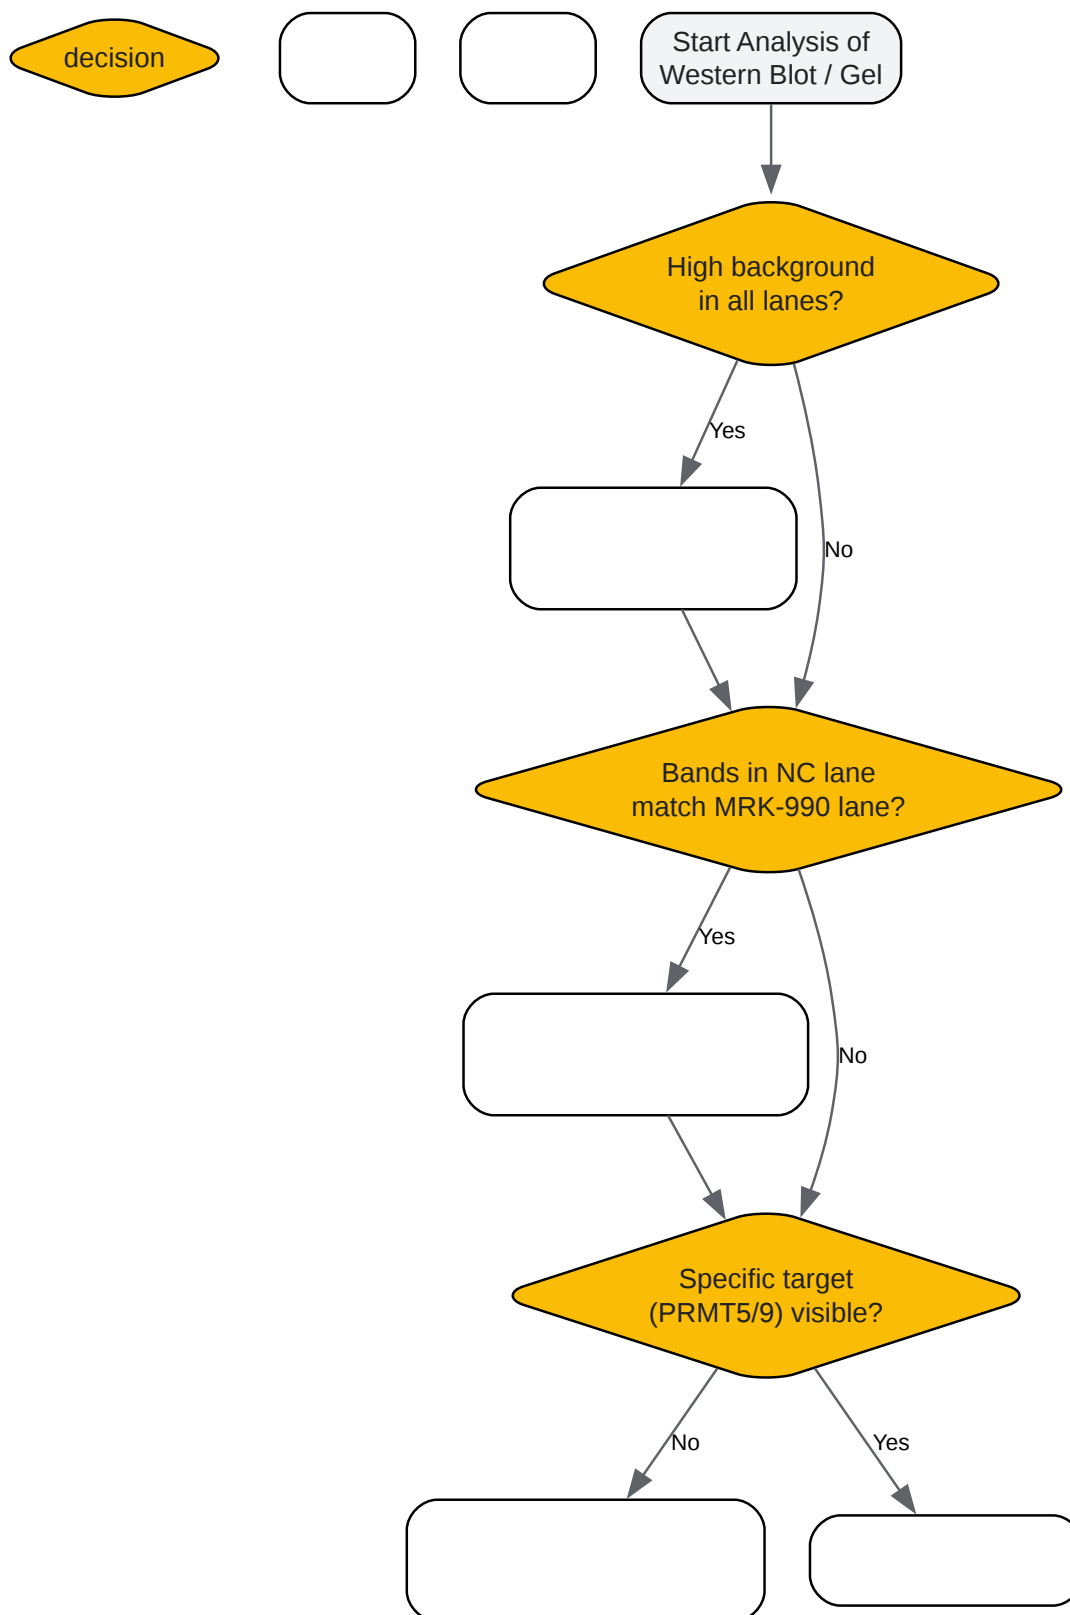 decision
Start Analysis of
Western Blot / Gel
High background
in all lanes?
Yes
No
Bands in NC lane
match MRK-990 lane?
Yes
No
Specific target
(PRMT5/9) visible?
No
Yes